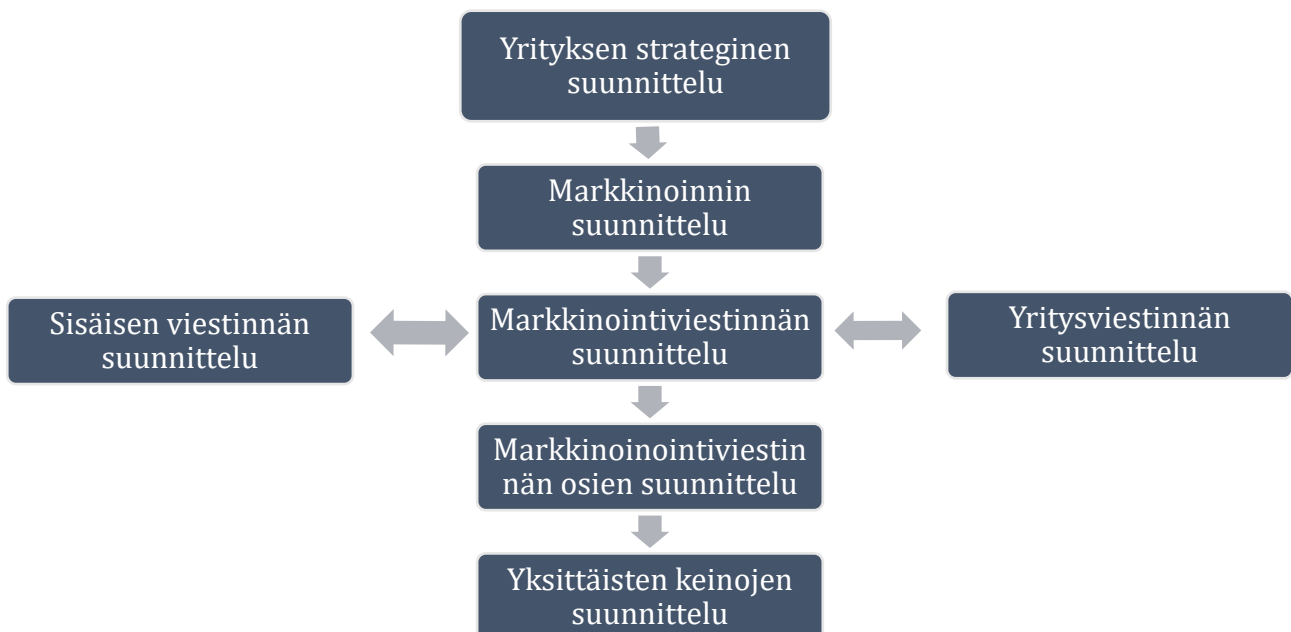 Yrityksen strateginen
suunnittelu
Markkinoinnin
suunnittelu
Sisäisen viestinnän
suunnittelu
Markkinointiviestinnän
suunnittelu
Yritysviestinnän
suunnittelu
Markkinoinointiviestin
nän osien suunnittelu
Yksittäisten keinojen
suunnittelu